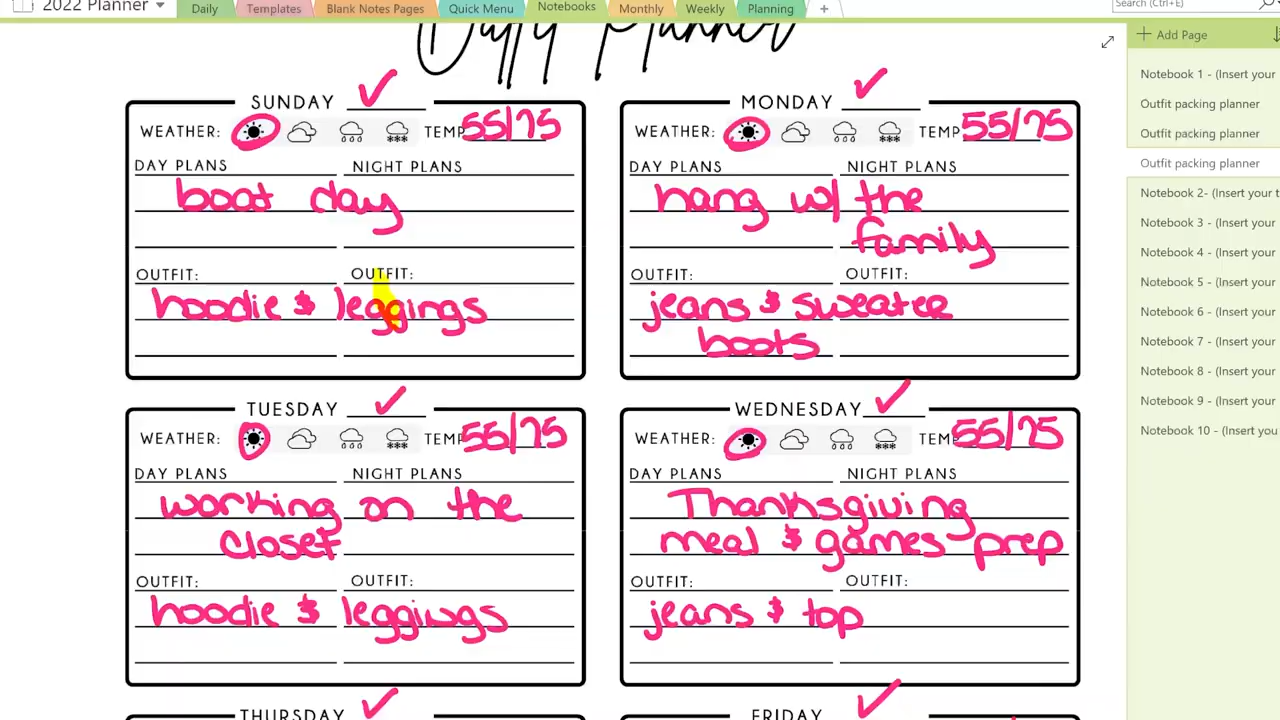 2022 Planner
Daily
Templates
Blank Notes Pages
Quick Menu
Notebooks
Monthly
Weekly
Planning
+
Search (Ctrl+E)
Daily Planner
SUNDAY ✓
WEATHER: TEMP 55/75
DAY PLANS NIGHT PLANS
boat day
OUTFIT: OUTFIT:
hoodie & leggings
MONDAY ✓
WEATHER: TEMP 55/75
DAY PLANS NIGHT PLANS
hang w/ the
family
OUTFIT: OUTFIT:
jeans & sweater
boots
TUESDAY ✓
WEATHER: TEMP 55/75
DAY PLANS NIGHT PLANS
working on the
closet
OUTFIT: OUTFIT:
hoodie & leggings
WEDNESDAY ✓
WEATHER: TEMP 55/75
DAY PLANS NIGHT PLANS
Thanksgiving
meal & games prep
OUTFIT: OUTFIT:
jeans & top
THURSDAY ✓
FRIDAY ✓
Add Page
Notebook 1 - (Insert your
Outfit packing planner
Outfit packing planner
Outfit packing planner
Notebook 2- (Insert your t
Notebook 3 - (Insert your
Notebook 4 - (Insert your
Notebook 5 - (Insert your
Notebook 6 - (Insert your
Notebook 7 - (Insert your
Notebook 8 - (Insert your
Notebook 9 - (Insert your
Notebook 10 - (Insert you